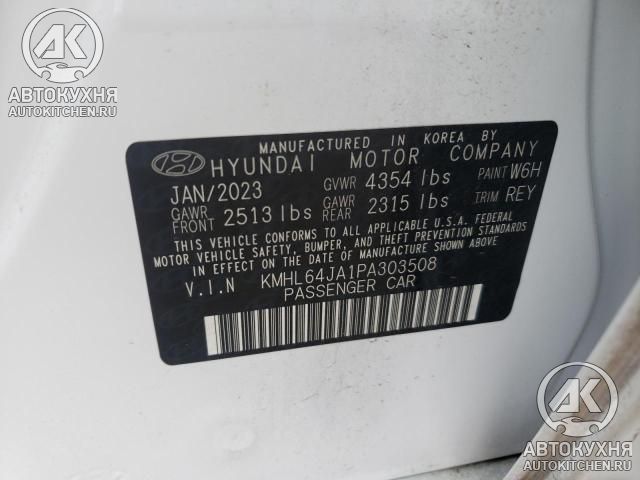 АК
АВТОКУХНЯ
AUTOKITCHEN.RU
MANUFACTURED IN KOREA BY
HYUNDAI MOTOR COMPANY
JAN/2023 GVWR 4354 lbs PAINT W6H
GAWR FRONT 2513 lbs GAWR REAR 2315 lbs TRIM REY
THIS VEHICLE CONFORMS TO ALL APPLICABLE U.S.A. FEDERAL
MOTOR VEHICLE SAFETY, BUMPER, AND THEFT PREVENTION STANDARDS
IN EFFECT ON THE DATE OF MANUFACTURE SHOWN ABOVE.
V.I.N KMHL64JA1PA303508
PASSENGER CAR
АК
АВТОКУХНЯ
AUTOKITCHEN.RU